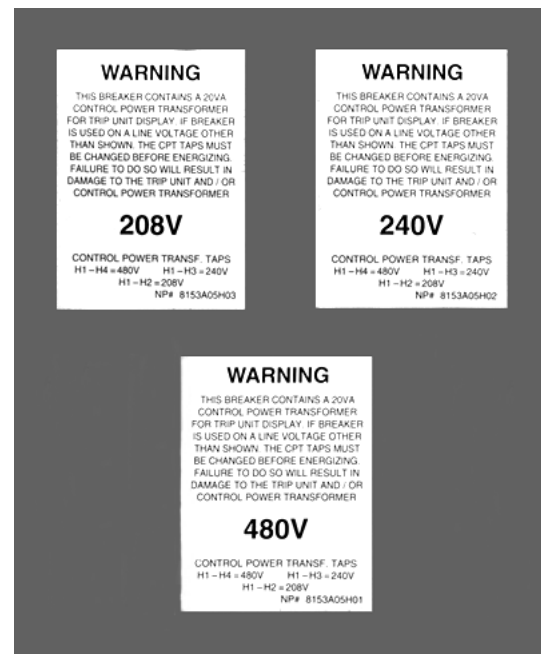 WARNING
THIS BREAKER CONTAINS A 20VA
CONTROL POWER TRANSFORMER
FOR TRIP UNIT DISPLAY. IF BREAKER
IS USED ON A LINE VOLTAGE OTHER
THAN SHOWN. THE CPT TAPS MUST
BE CHANGED BEFORE ENERGIZING.
FAILURE TO DO SO WILL RESULT IN
DAMAGE TO THE TRIP UNIT AND / OR
CONTROL POWER TRANSFORMER
208V
CONTROL POWER TRANSF. TAPS
H1 – H4 = 480V H1 – H3 = 240V
H1 – H2 = 208V
NP# 8153A05H03
WARNING
THIS BREAKER CONTAINS A 20VA
CONTROL POWER TRANSFORMER
FOR TRIP UNIT DISPLAY. IF BREAKER
IS USED ON A LINE VOLTAGE OTHER
THAN SHOWN. THE CPT TAPS MUST
BE CHANGED BEFORE ENERGIZING.
FAILURE TO DO SO WILL RESULT IN
DAMAGE TO THE TRIP UNIT AND / OR
CONTROL POWER TRANSFORMER
240V
CONTROL POWER TRANSF. TAPS
H1 – H4 = 480V H1 – H3 = 240V
H1 – H2 = 208V
NP# 8153A05H02
WARNING
THIS BREAKER CONTAINS A 20VA
CONTROL POWER TRANSFORMER
FOR TRIP UNIT DISPLAY. IF BREAKER
IS USED ON A LINE VOLTAGE OTHER
THAN SHOWN. THE CPT TAPS MUST
BE CHANGED BEFORE ENERGIZING.
FAILURE TO DO SO WILL RESULT IN
DAMAGE TO THE TRIP UNIT AND / OR
CONTROL POWER TRANSFORMER
480V
CONTROL POWER TRANSF. TAPS
H1 – H4 = 480V H1 – H3 = 240V
H1 – H2 = 208V
NP# 8153A05H01